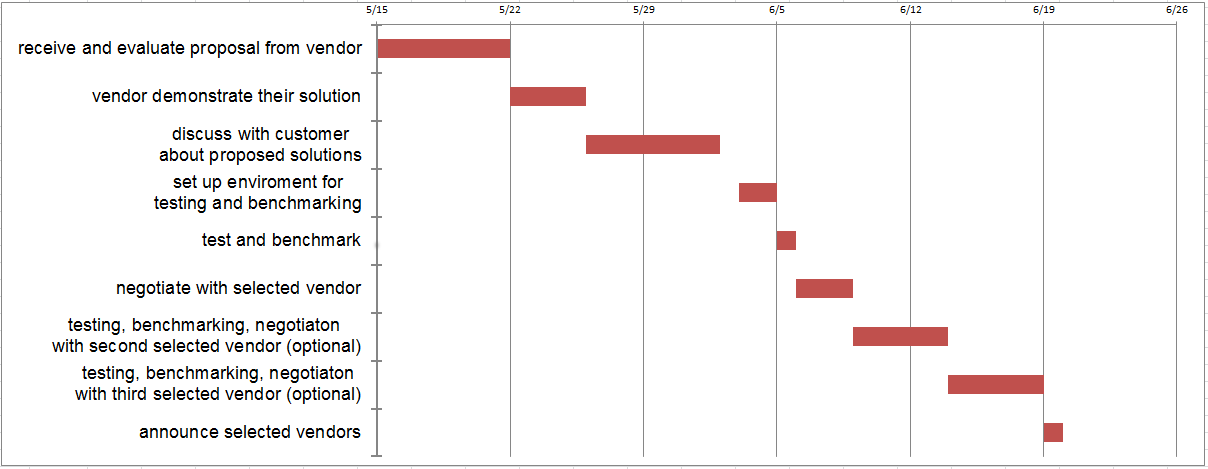 5/15 5/22 5/29 6/5 6/12 6/19 6/26
receive and evaluate proposal from vendor
vendor demonstrate their solution
discuss with customer
about proposed solutions
set up enviroment for
testing and benchmarking
test and benchmark
negotiate with selected vendor
testing, benchmarking, negotiaton
with second selected vendor (optional)
testing, benchmarking, negotiaton
with third selected vendor (optional)
announce selected vendors